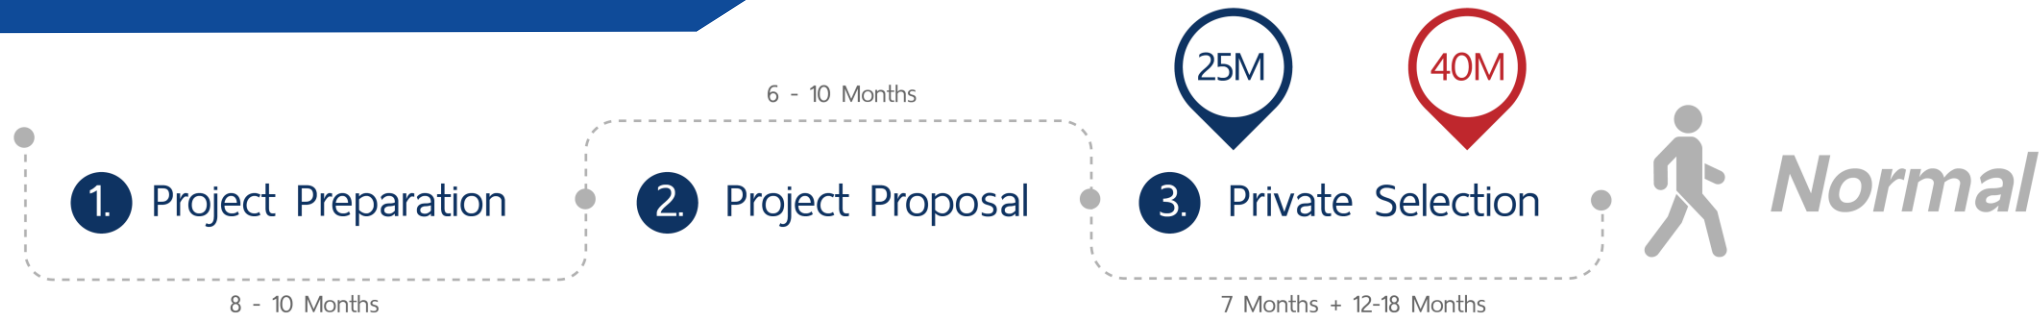 25M
40M
6 - 10 Months
1. Project Preparation
2. Project Proposal
3. Private Selection
Normal
8 - 10 Months
7 Months + 12-18 Months